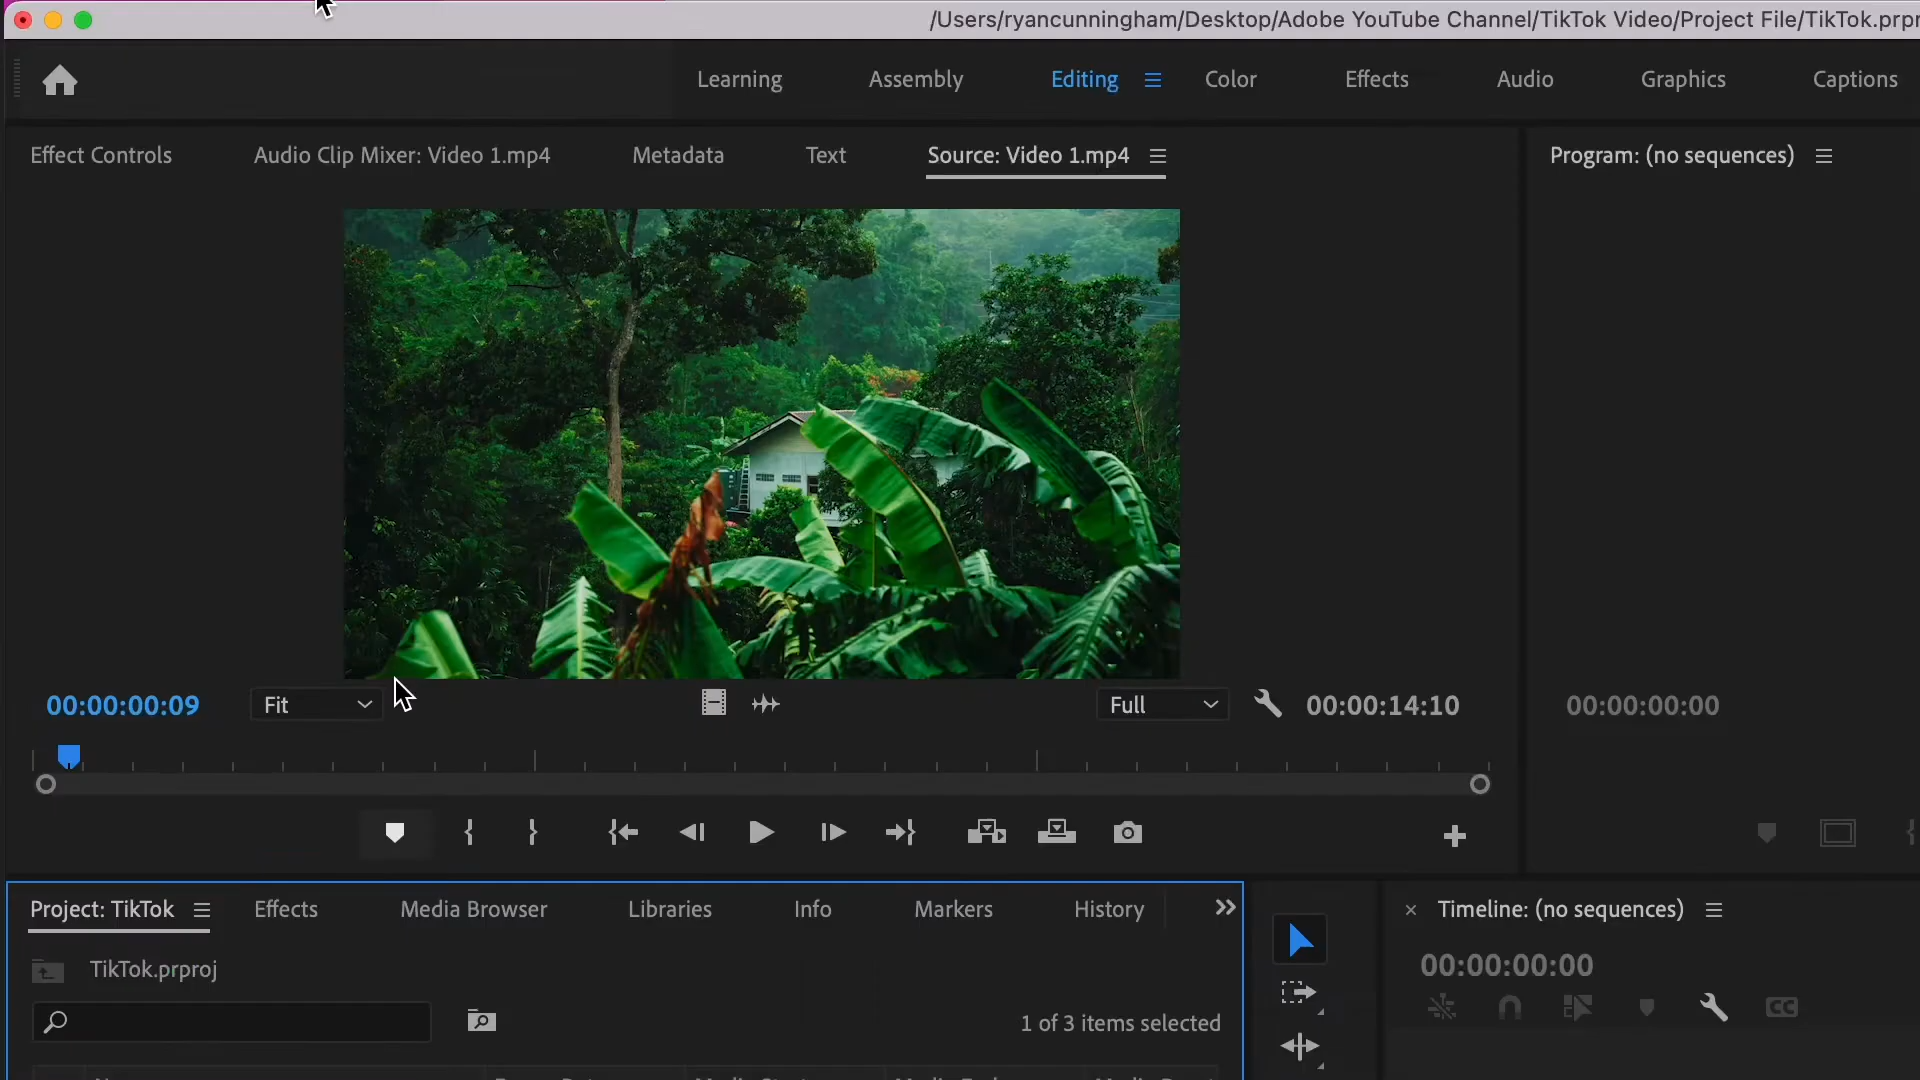 /Users/ryancunningham/Desktop/Adobe YouTube Channel/TikTok Video/Project File/TikTok.prpr
Learning Assembly Editing Color Effects Audio Graphics Captions
Effect Controls Audio Clip Mixer: Video 1.mp4 Metadata Text Source: Video 1.mp4 Program: (no sequences)
00:00:00:09 Fit Full 00:00:14:10 00:00:00:00
Project: TikTok Effects Media Browser Libraries Info Markers History Timeline: (no sequences)
TikTok.prproj 00:00:00:00
1 of 3 items selected CC